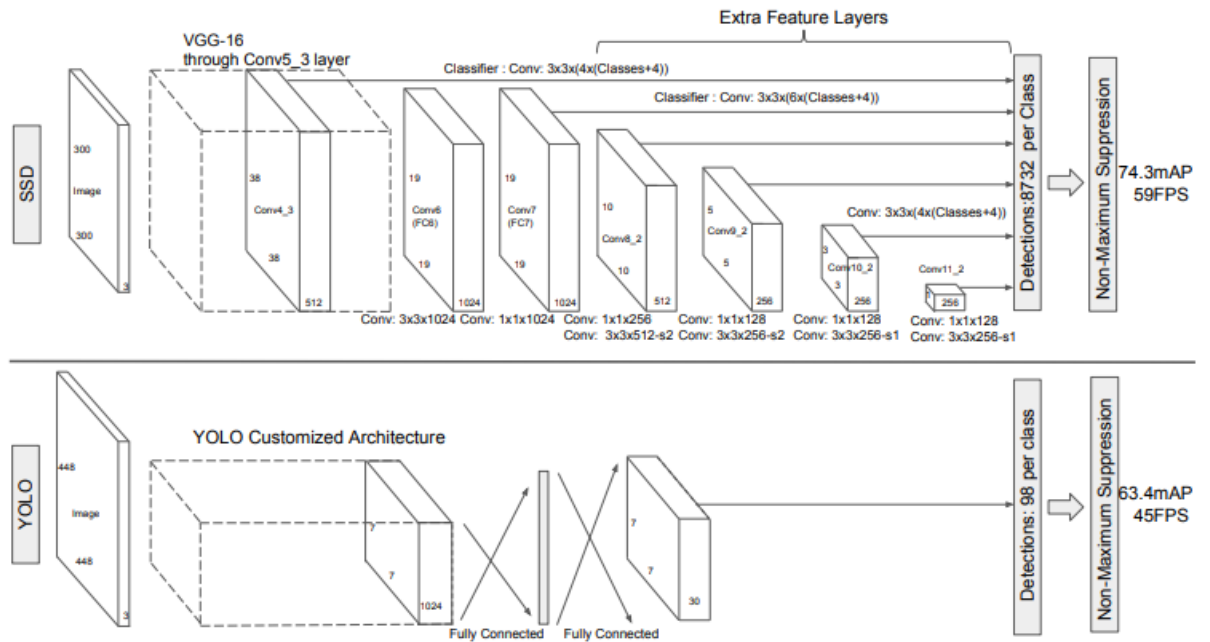 Extra Feature Layers
VGG-16
through Conv5_3 layer
Classifier : Conv: 3x3x(4x(Classes+4))
Classifier : Conv: 3x3x(6x(Classes+4))
SSD
300
Image
300
3
38
Conv4_3
38
512
19
Conv6
(FC6)
19
1024
19
Conv7
(FC7)
19
1024
10
Conv8_2
10
512
5
Conv9_2
5
256
Conv: 3x3x(4x(Classes+4))
3
Conv10_2
3
256
Conv11_2
1
256
Conv: 3x3x1024
Conv: 1x1x1024
Conv: 1x1x256
Conv: 3x3x512-s2
Conv: 1x1x128
Conv: 3x3x256-s2
Conv: 1x1x128
Conv: 3x3x256-s1
Conv: 1x1x128
Conv: 3x3x256-s1
Detections:8732 per Class
Non-Maximum Suppression
74.3mAP
59FPS
YOLO
448
Image
448
3
YOLO Customized Architecture
7
7
1024
Fully Connected
Fully Connected
7
7
30
Detections: 98 per class
Non-Maximum Suppression
63.4mAP
45FPS